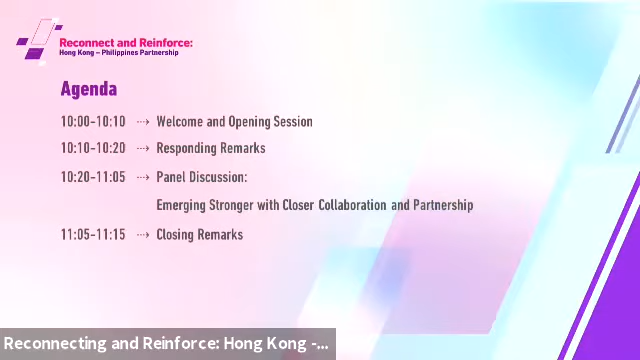 Reconnect and Reinforce:
Hong Kong – Philippines Partnership
Agenda
10:00-10:10 ⇢ Welcome and Opening Session
10:10-10:20 ⇢ Responding Remarks
10:20-11:05 ⇢ Panel Discussion:
Emerging Stronger with Closer Collaboration and Partnership
11:05-11:15 ⇢ Closing Remarks
Reconnecting and Reinforce: Hong Kong -...